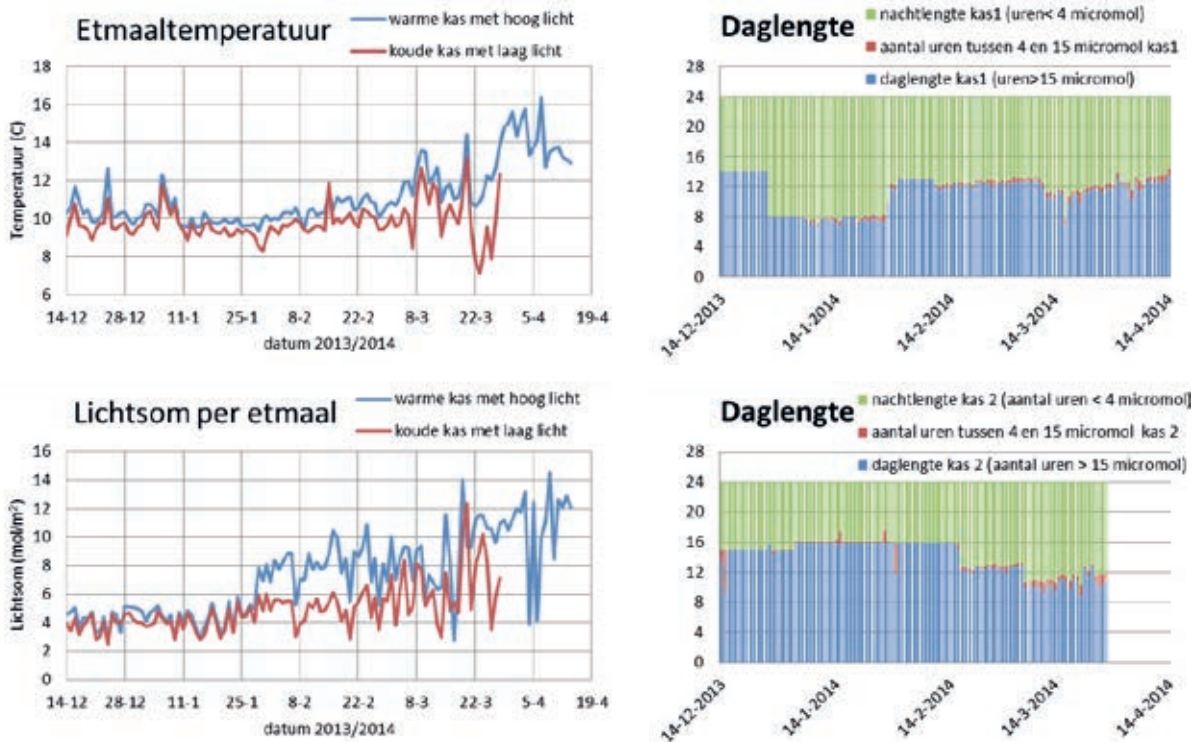 Etmaaltemperatuur
warme kas met hoog licht
koude kas met laag licht
Temperatuur (C)
18
16
14
12
10
8
6
14-12 28-12 11-1 25-1 8-2 22-2 8-3 22-3 5-4 19-4
datum 2013/2014
Daglengte
nachtlengte kas1 (uren< 4 micromol)
aantal uren tussen 4 en 15 micromol kas1
daglengte kas1 (uren>15 micromol)
28
24
20
16
12
8
4
0
14-12-2013 14-1-2014 14-2-2014 14-3-2014 14-4-2014
Lichtsom per etmaal
warme kas met hoog licht
koude kas met laag licht
Lichtsom (mol/m²)
16
14
12
10
8
6
4
2
0
14-12 28-12 11-1 25-1 8-2 22-2 8-3 22-3 5-4 19-4
datum 2013/2014
Daglengte
nachtlengte kas 2 (aantal uren < 4 micromol)
aantal uren tussen 4 en 15 micromol kas 2
daglengte kas 2 (aantal uren > 15 micromol)
28
24
20
16
12
8
4
0
14-12-2013 14-1-2014 14-2-2014 14-3-2014 14-4-2014